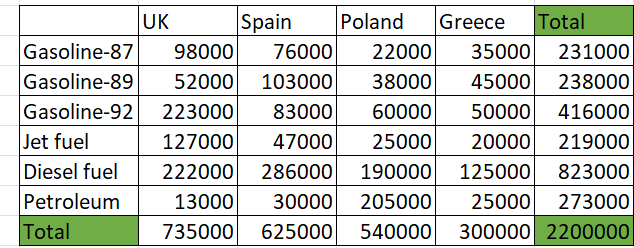 UK Spain Poland Greece Total
Gasoline-87 98000 76000 22000 35000 231000
Gasoline-89 52000 103000 38000 45000 238000
Gasoline-92 223000 83000 60000 50000 416000
Jet fuel 127000 47000 25000 20000 219000
Diesel fuel 222000 286000 190000 125000 823000
Petroleum 13000 30000 205000 25000 273000
Total 735000 625000 540000 300000 2200000